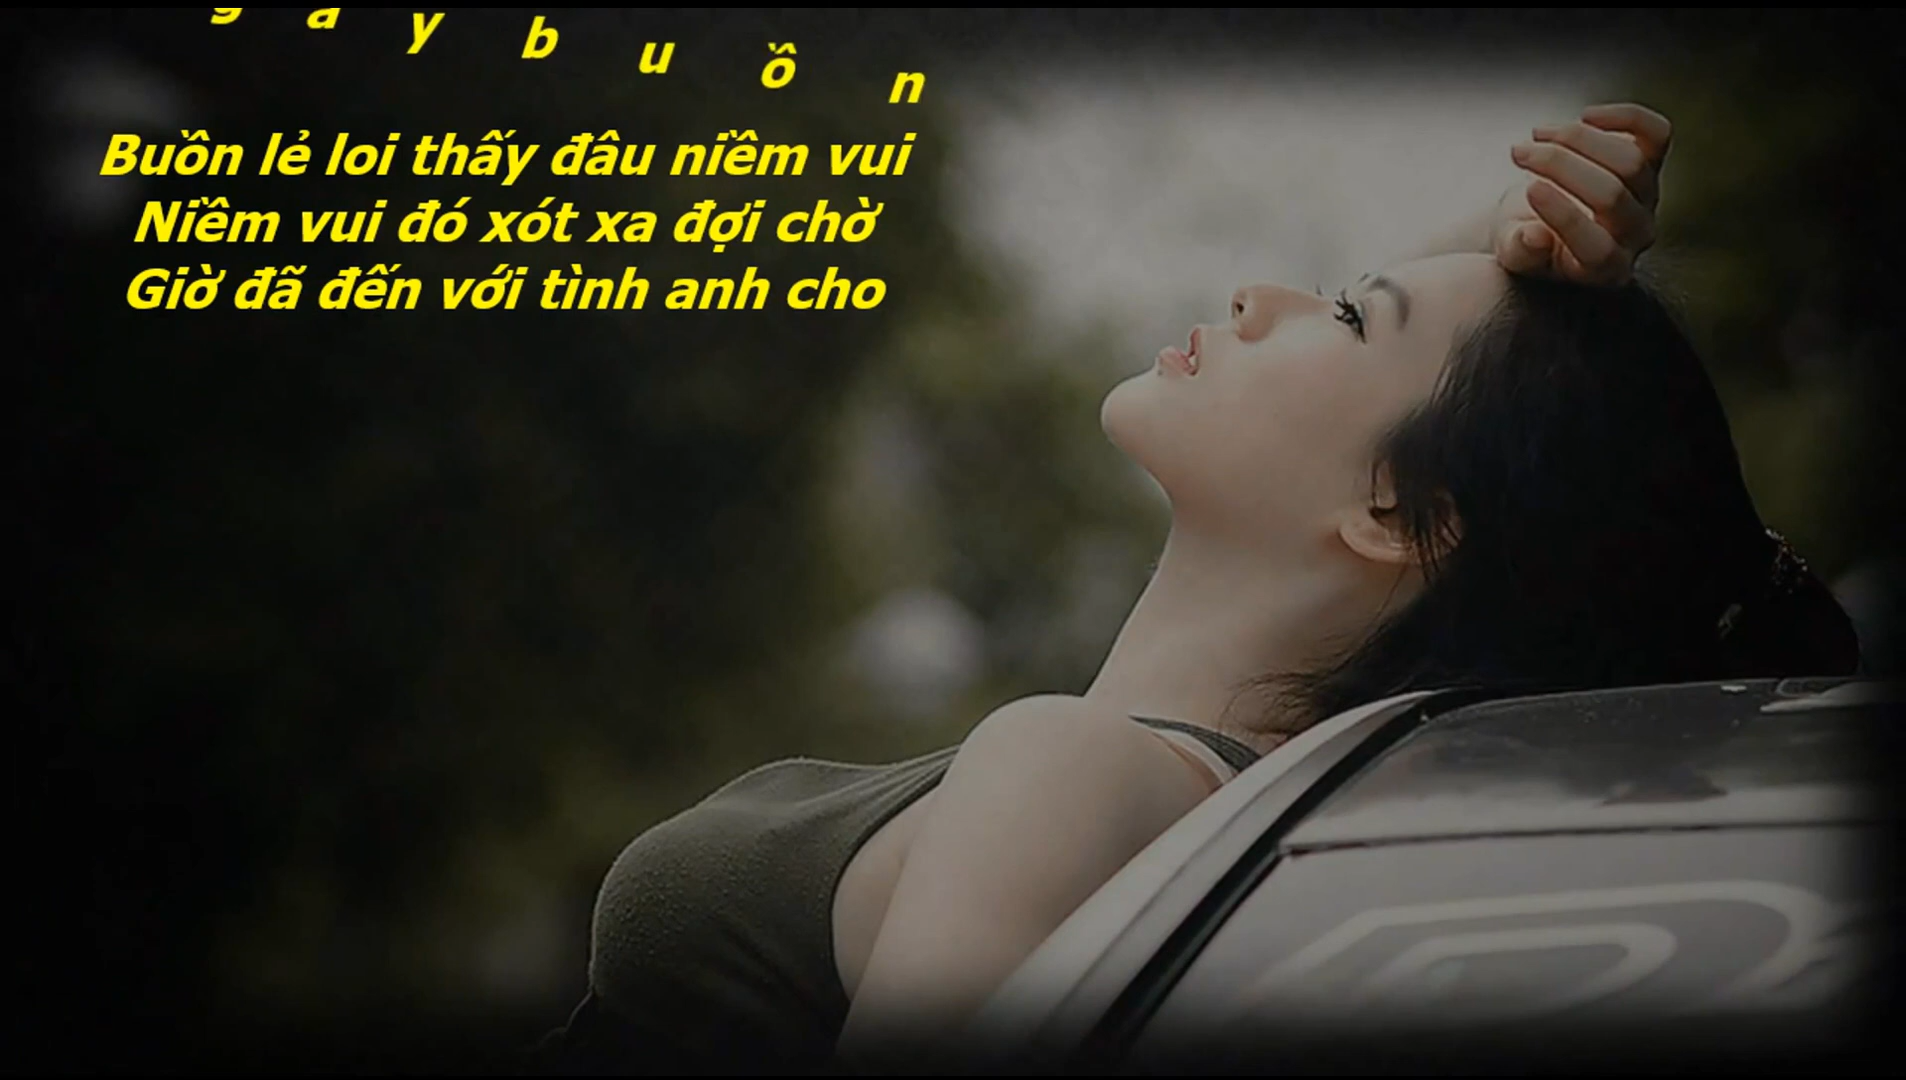 g a y b u ồ n
Buồn lẻ loi thấy đâu niềm vui
Niềm vui đó xót xa đợi chờ
Giờ đã đến với tình anh cho